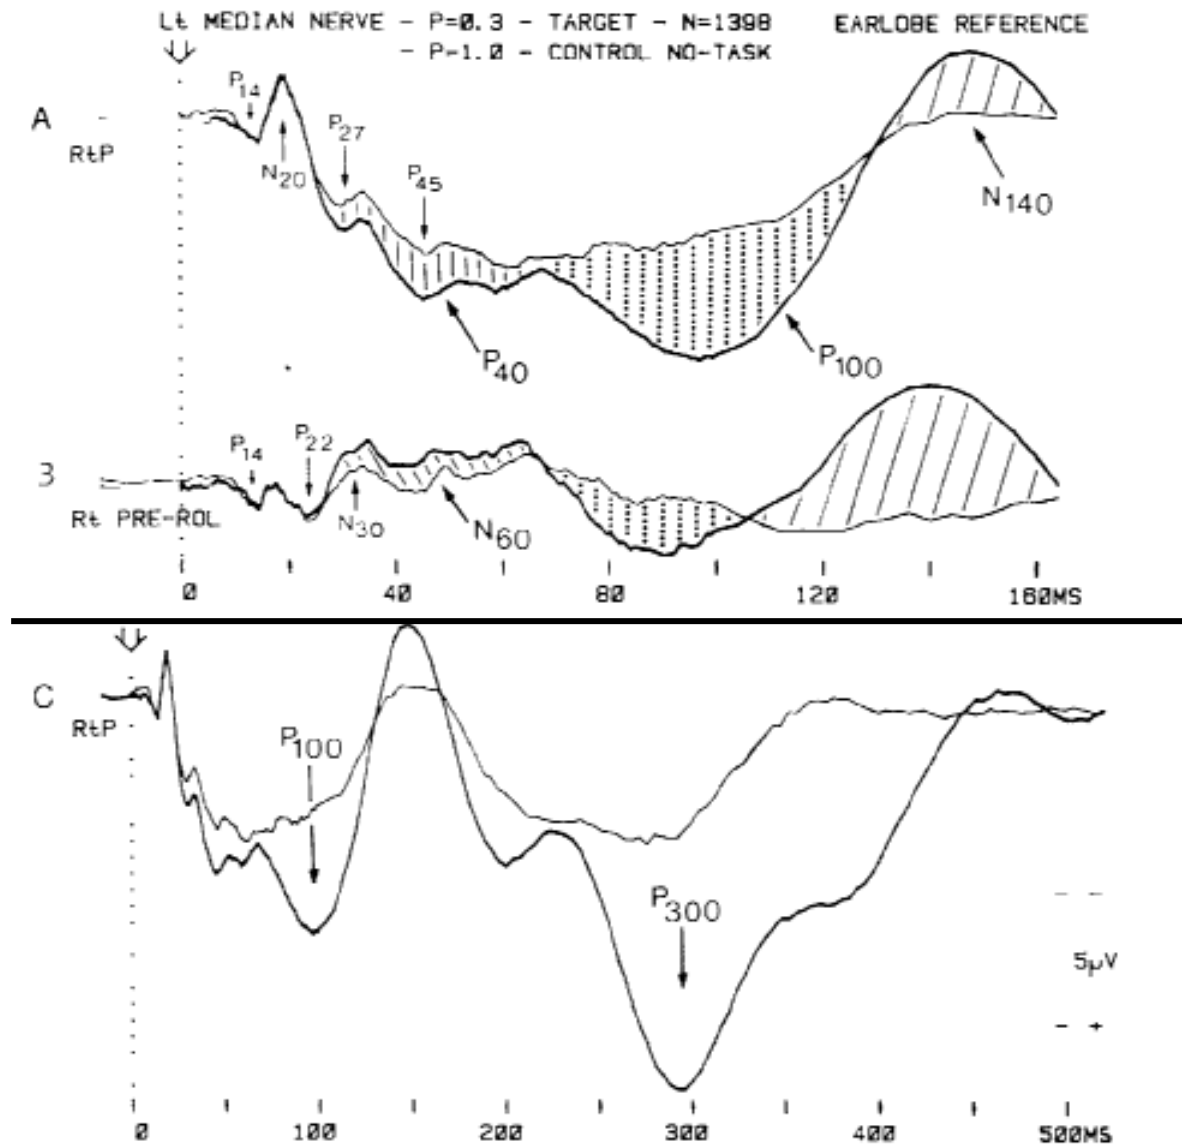 Lt MEDIAN NERVE - P=0.3 - TARGET - N=1398 EARLOBE REFERENCE
- P=1.0 - CONTROL NO-TASK
A
RtP
P14
N20
P27
P45
P40
P100
N140
B
Rt PRE-ROL
P14
P22
N30
N60
0 40 80 120 160MS
C
RtP
P100
P300
5µV
- +
0 100 200 300 400 500MS